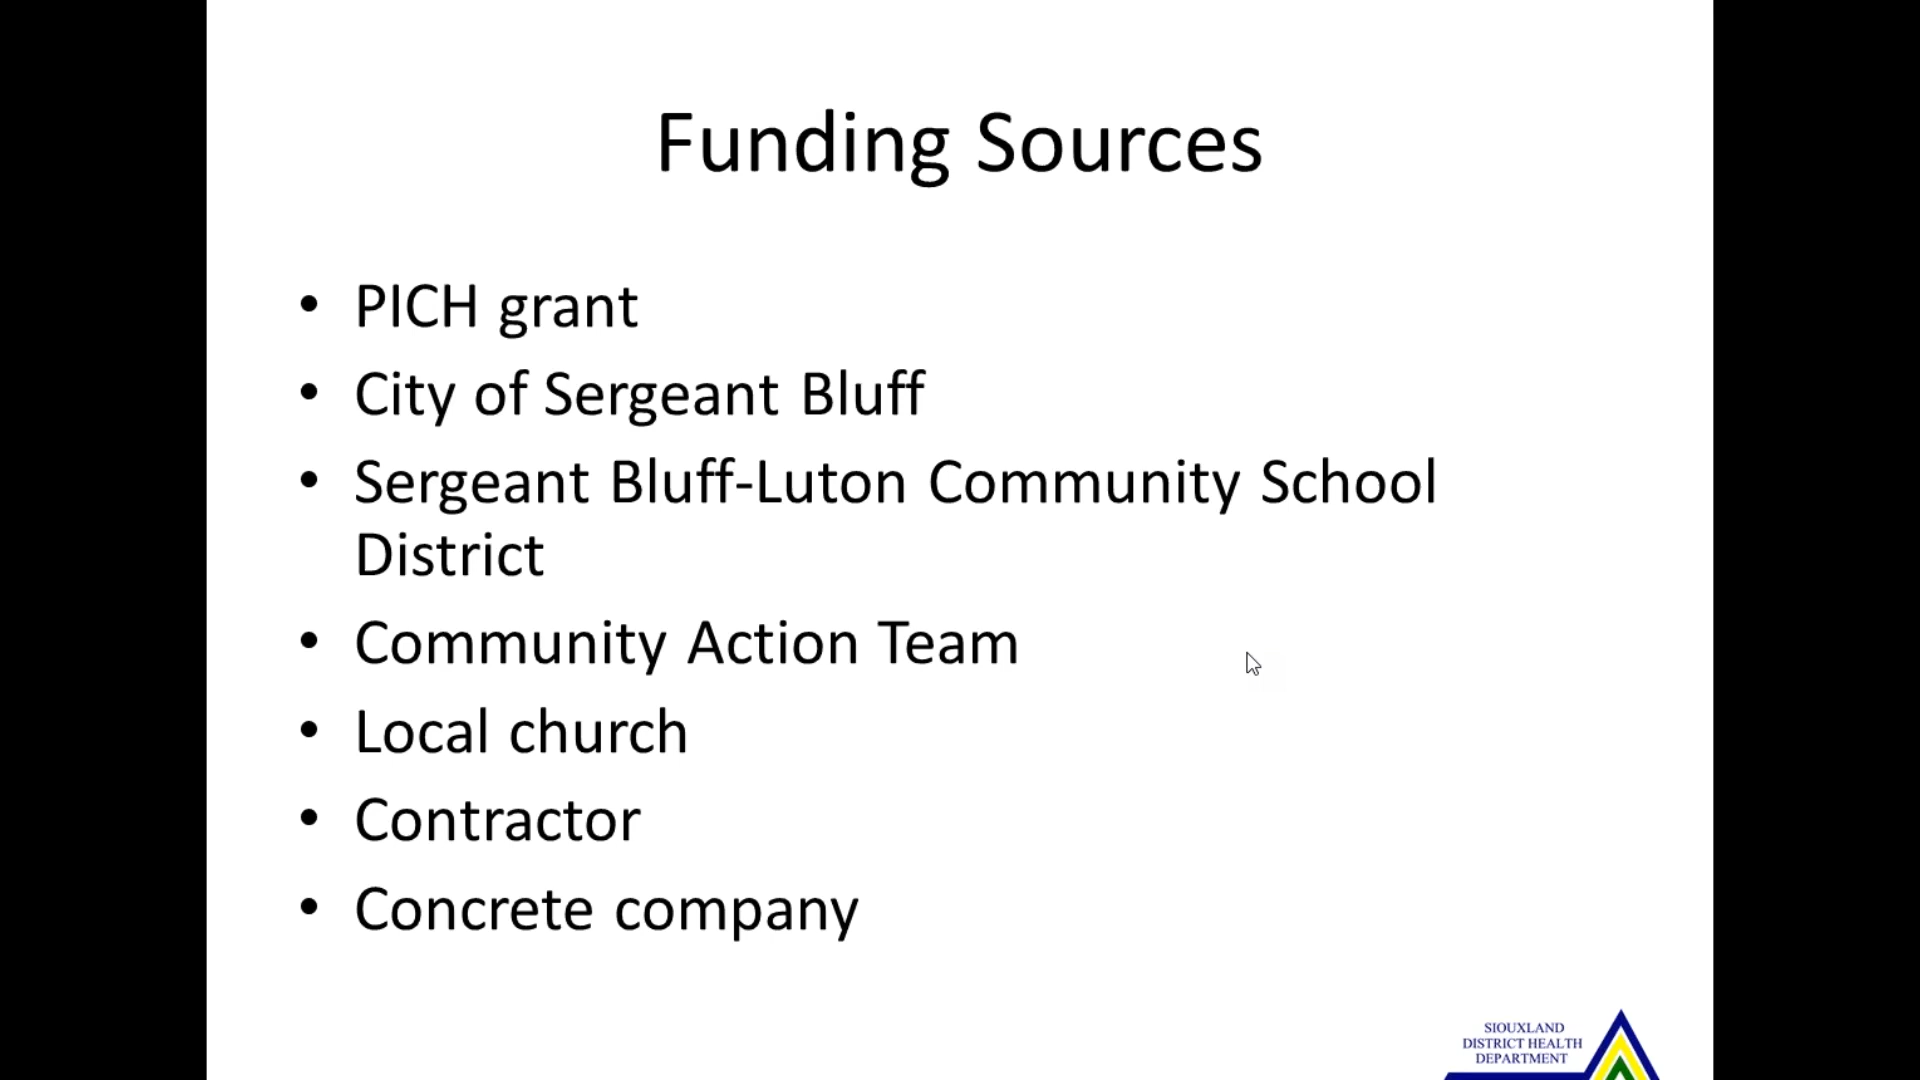 Funding Sources
• PICH grant
• City of Sergeant Bluff
• Sergeant Bluff-Luton Community School
District
• Community Action Team
• Local church
• Contractor
• Concrete company
SIOUXLAND
DISTRICT HEALTH
DEPARTMENT